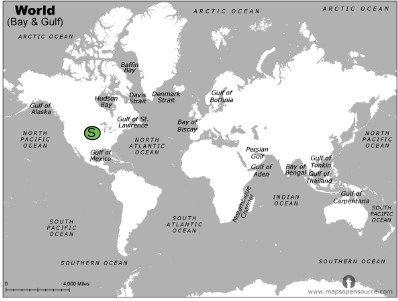 World
(Bay & Gulf)
ARCTIC OCEAN
ARCTIC OCEAN
ARCTIC OCEAN
Baffin
Bay
Davis
Strait
Denmark
Strait
Hudson
Bay
Gulf of
Alaska
Gulf of
Bothnia
Gulf of St.
Lawrence
Bay of
Biscay
S
NORTH
PACIFIC
OCEAN
NORTH
ATLANTIC
OCEAN
NORTH
PACIFIC
OCEAN
Gulf of
Mexico
Persian
Gulf
Gulf of
Aden
Bay of
Bengal
Gulf of
Tonkin
Gulf of
Thailand
Mozambique
Channel
INDIAN
OCEAN
Gulf of
Carpentaria
SOUTH
PACIFIC
OCEAN
SOUTH
ATLANTIC
OCEAN
SOUTH
PACIFIC
OCEAN
SOUTHERN OCEAN
SOUTHERN OCEAN
0
4,000 Miles
www.mapsopensource.com